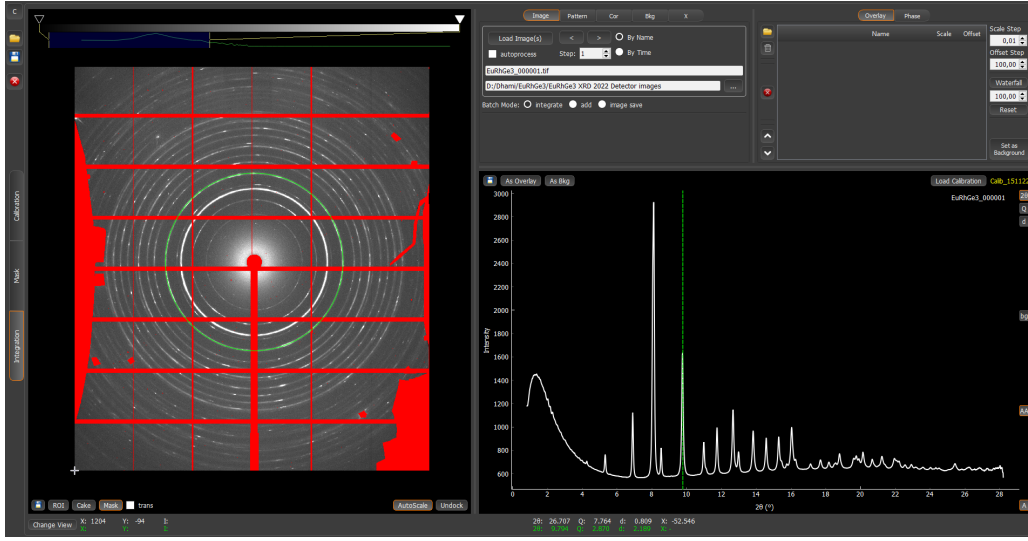 C
Calibration
Mask
Integration
Image Pattern Cor Bkg X
Load Image(s) < > By Name
autoprocess Step: 1 By Time
EuRhGe3_000001.tif
D:/Dhami/EuRhGe3/EuRhGe3 XRD 2022 Detector images ...
Batch Mode: integrate add image save
Overlay Phase
Name Scale Offset
Scale Step
0,01
Offset Step
100,00
Waterfall
100,00
Reset
Set as
Background
As Overlay As Bkg Load Calibration Calib_151122
EuRhGe3_000001
2θ
Q
d
bg
AA
A
Intensity
3000
2800
2600
2400
2200
2000
1800
1600
1400
1200
1000
800
600
0 2 4 6 8 10 12 14 16 18 20 22 24 26 28
2θ (°)
ROI Cake Mask trans AutoScale Undock
Change View X: 1204 Y: -94 I:
X: Y: I:
2θ: 26.707 Q: 7.764 d: 0.809 X: -52.546
2θ: 9.794 Q: 2.870 d: 2.189 X: -